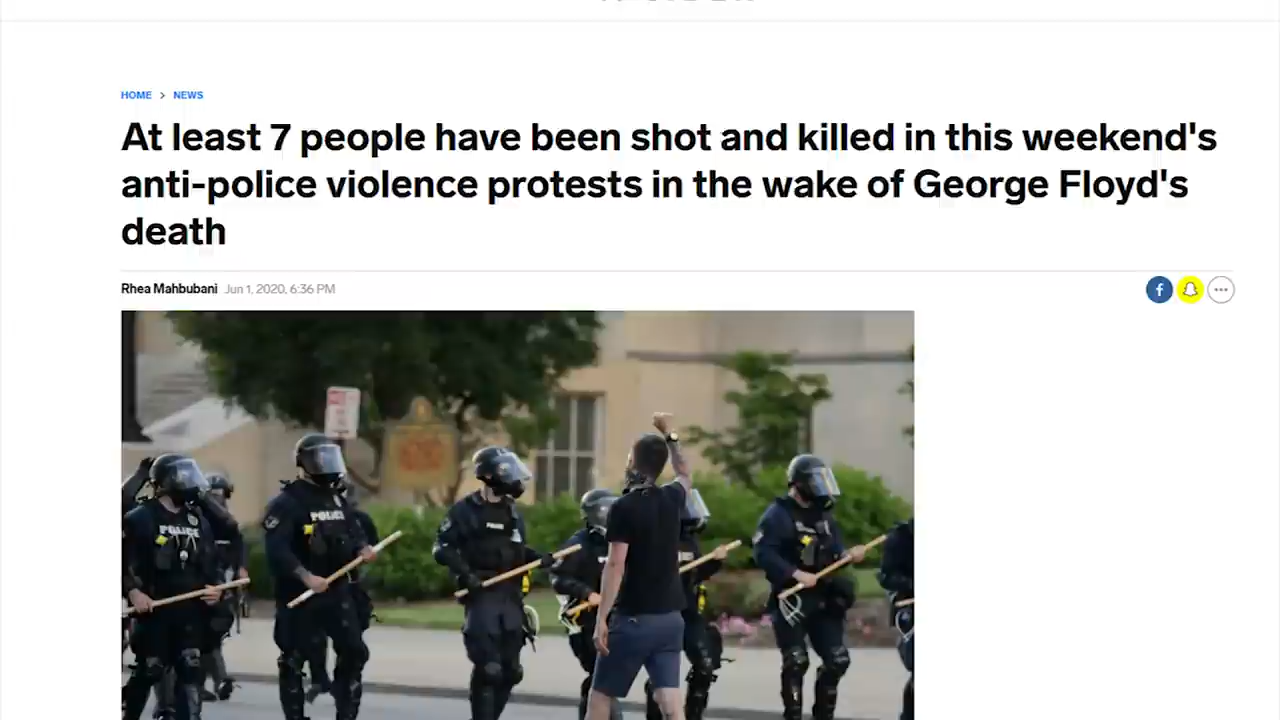 HOME > NEWS
At least 7 people have been shot and killed in this weekend's
anti-police violence protests in the wake of George Floyd's
death
Rhea Mahbubani Jun 1, 2020, 6:36 PM
POLICE
POLICE
POLICE